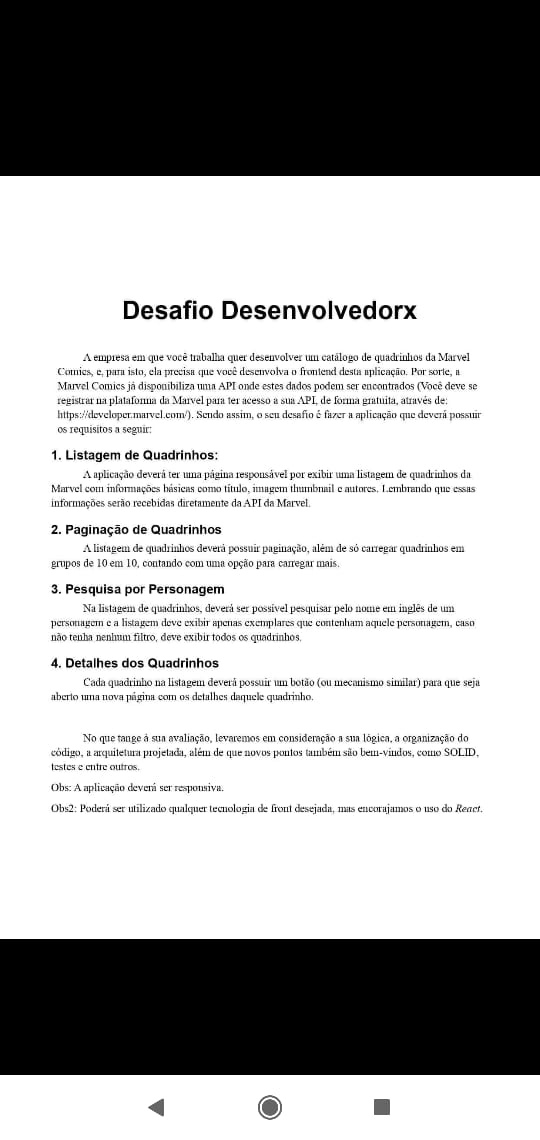 Desafio Desenvolvedorx
A empresa em que você trabalha quer desenvolver um catálogo de quadrinhos da Marvel
Comics, e, para isto, ela precisa que você desenvolva o frontend desta aplicação. Por sorte, a
Marvel Comics já disponibiliza uma API onde estes dados podem ser encontrados (Você deve se
registrar na plataforma da Marvel para ter acesso a sua API, de forma gratuita, através de:
https://developer.marvel.com/). Sendo assim, o seu desafio é fazer a aplicação que deverá possuir
os requisitos a seguir:
1. Listagem de Quadrinhos:
A aplicação deverá ter uma página responsável por exibir uma listagem de quadrinhos da
Marvel com informações básicas como título, imagem thumbnail e autores. Lembrando que essas
informações serão recebidas diretamente da API da Marvel.
2. Paginação de Quadrinhos
A listagem de quadrinhos deverá possuir paginação, além de só carregar quadrinhos em
grupos de 10 em 10, contando com uma opção para carregar mais.
3. Pesquisa por Personagem
Na listagem de quadrinhos, deverá ser possível pesquisar pelo nome em inglês de um
personagem e a listagem deve exibir apenas exemplares que contenham aquele personagem, caso
não tenha nenhum filtro, deve exibir todos os quadrinhos.
4. Detalhes dos Quadrinhos
Cada quadrinho na listagem deverá possuir um botão (ou mecanismo similar) para que seja
aberto uma nova página com os detalhes daquele quadrinho.
No que tange à sua avaliação, levaremos em consideração a sua lógica, a organização do
código, a arquitetura projetada, além de que novos pontos também são bem-vindos, como SOLID,
testes e entre outros.
Obs: A aplicação deverá ser responsiva.
Obs2: Poderá ser utilizado qualquer tecnologia de front desejada, mas encorajamos o uso do React.